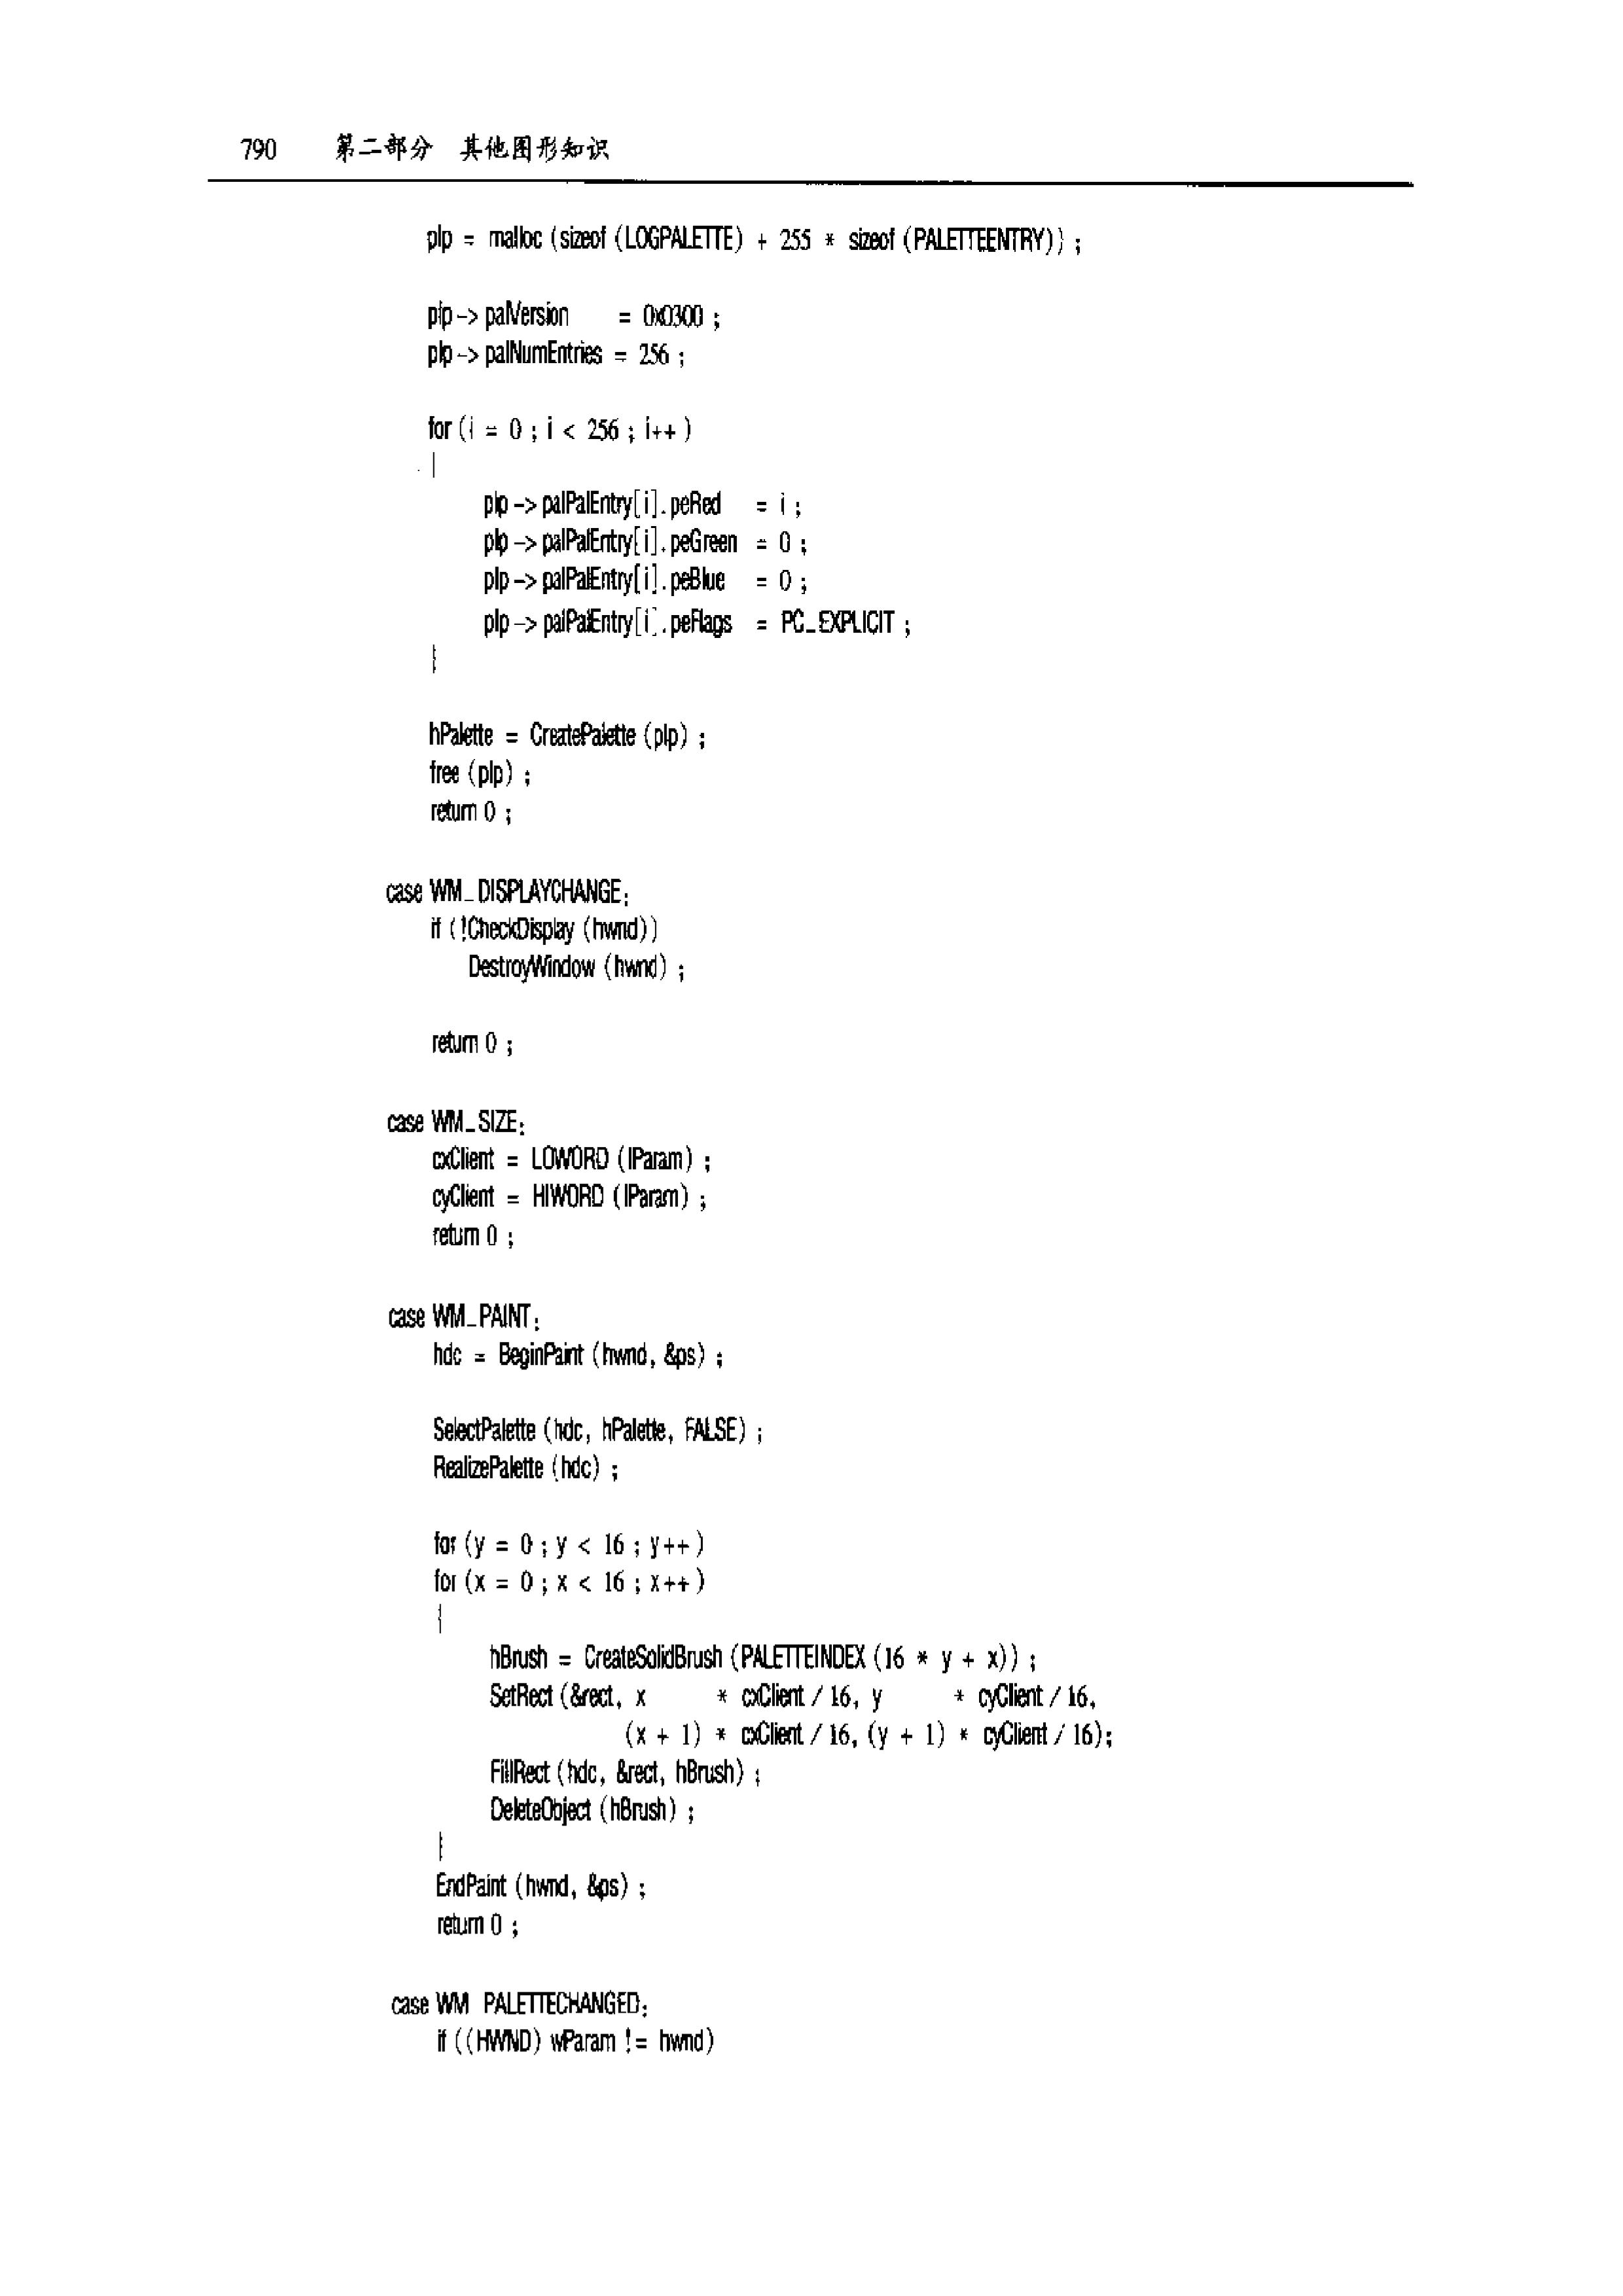 790 第二部分 其他图形知识
plp = malloc (sizeof (LOGPALETTE) + 255 * sizeof (PALETTEENTRY)) ;
plp -> palVersion = 0x0300 ;
plp -> palNumEntries = 256 ;
for (i = 0 ; i < 256 ; i++ )
{
plp -> palPalEntry[i].peRed = i ;
plp -> palPalEntry[i].peGreen = 0 ;
plp -> palPalEntry[i].peBlue = 0 ;
plp -> palPalEntry[i].peFlags = PC_EXPLICIT ;
}
hPalette = CreatePalette (plp) ;
free (plp) ;
return 0 ;
case WM_DISPLAYCHANGE:
if (!CheckDisplay (hwnd))
DestroyWindow (hwnd) ;
return 0 ;
case WM_SIZE:
cxClient = LOWORD (lParam) ;
cyClient = HIWORD (lParam) ;
return 0 ;
case WM_PAINT:
hdc = BeginPaint (hwnd, &ps) ;
SelectPalette (hdc, hPalette, FALSE) ;
RealizePalette (hdc) ;
for (y = 0 ; y < 16 ; y++ )
for (x = 0 ; x < 16 ; x++ )
{
hBrush = CreateSolidBrush (PALETTEINDEX (16 * y + x)) ;
SetRect (&rect, x * cxClient / 16, y * cyClient / 16,
(x + 1) * cxClient / 16, (y + 1) * cyClient / 16);
FillRect (hdc, &rect, hBrush) ;
DeleteObject (hBrush) ;
}
EndPaint (hwnd, &ps) ;
return 0 ;
case WM PALETTECHANGED:
if ((HWND) wParam != hwnd)